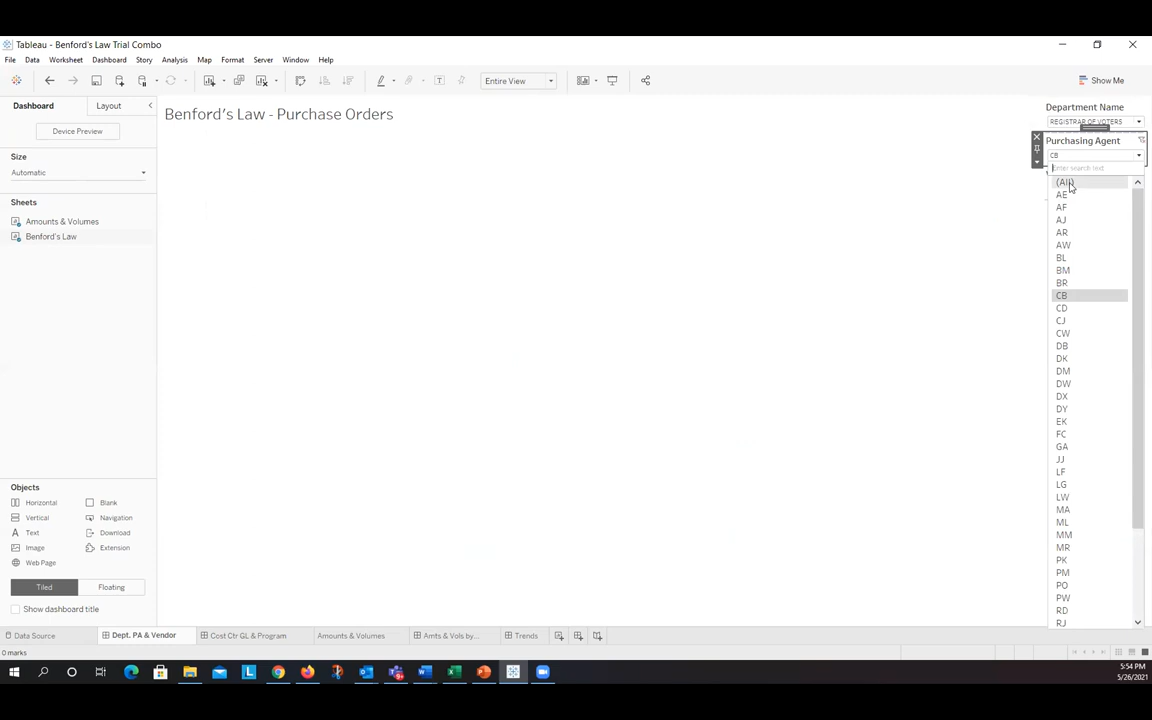 Tableau - Benford's Law Trial Combo
File Data Worksheet Dashboard Story Analysis Map Format Server Window Help
Entire View
Show Me
Dashboard Layout
Device Preview
Size
Automatic
Sheets
Amounts & Volumes
Benford's Law
Objects
Horizontal Blank
Vertical Navigation
Text Download
Image Extension
Web Page
Tiled Floating
Show dashboard title
Benford's Law - Purchase Orders
Department Name
REGISTRAR OF VOTERS
Purchasing Agent
CB
Enter search text
(All)
AE
AF
AJ
AR
AW
BL
BM
BR
CB
CD
CJ
CW
DB
DK
DM
DW
DX
DY
EK
FC
GA
JJ
LF
LG
LW
MA
ML
MM
MR
PK
PM
PO
PW
RD
RJ
Data Source Dept. PA & Vendor Cost Ctr GL & Program Amounts & Volumes Amts & Vols by... Trends
0 marks
5:54 PM
5/26/2021